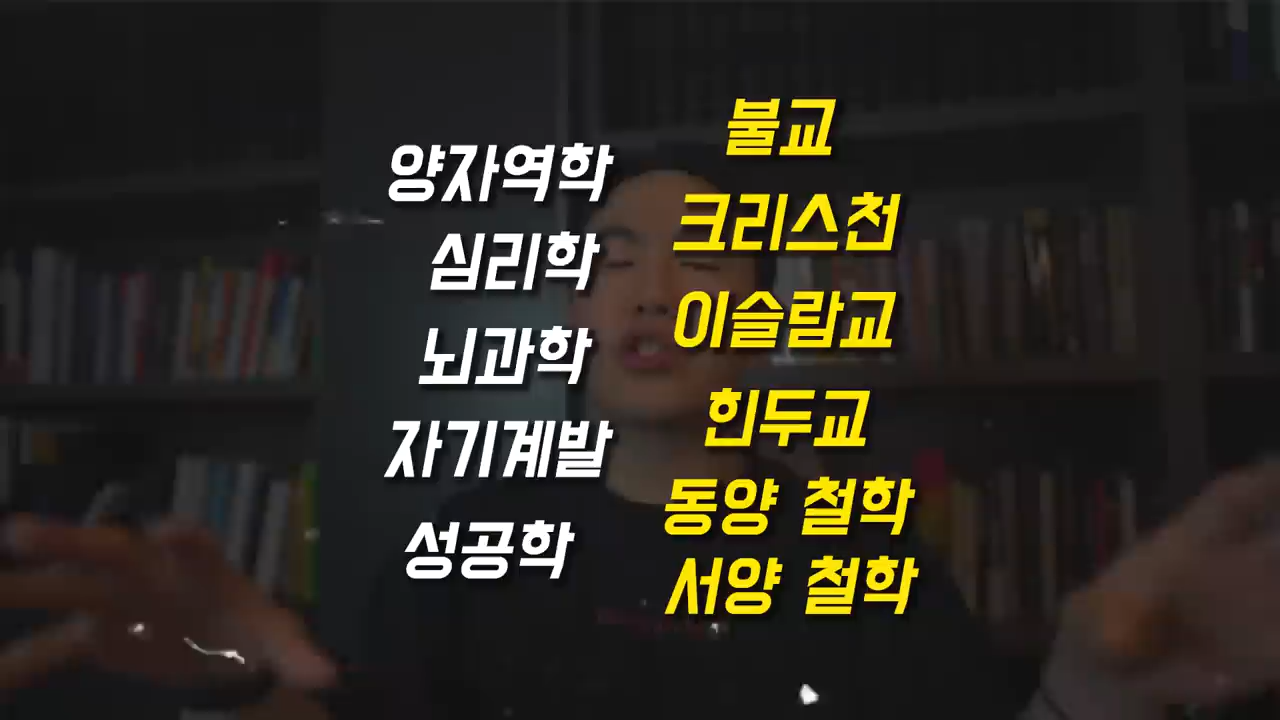 양자역학
심리학
뇌과학
자기계발
성공학
불교
크리스천
이슬람교
힌두교
동양 철학
서양 철학